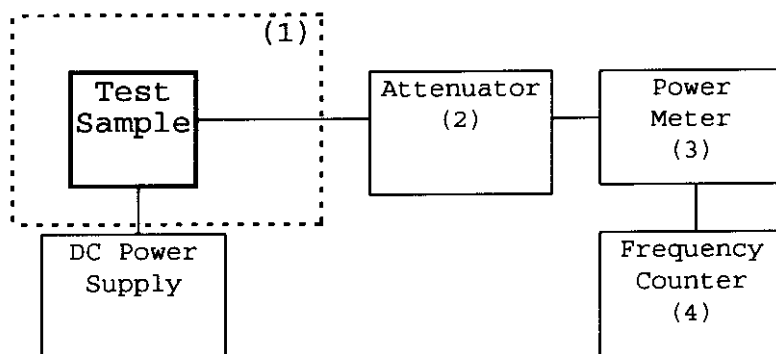 (1)
Test
Sample
Attenuator
(2)
Power
Meter
(3)
DC Power
Supply
Frequency
Counter
(4)